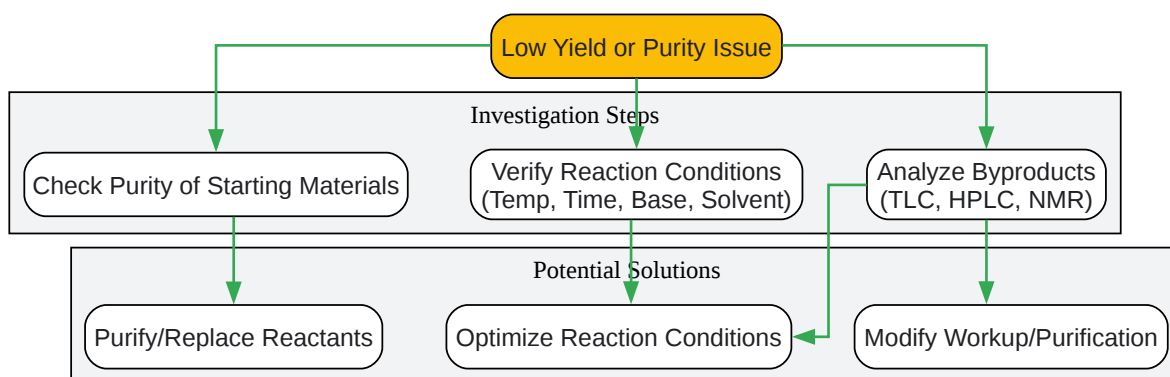 Low Yield or Purity Issue
Investigation Steps
Check Purity of Starting Materials
Verify Reaction Conditions
(Temp, Time, Base, Solvent)
Analyze Byproducts
(TLC, HPLC, NMR)
Potential Solutions
Purify/Replace Reactants
Optimize Reaction Conditions
Modify Workup/Purification